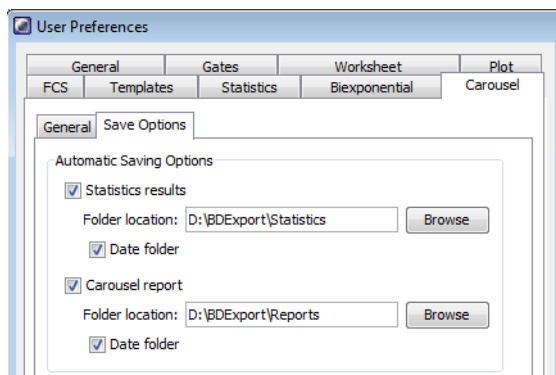 User Preferences
General Gates Worksheet Plot
FCS Templates Statistics Biexponential Carousel
General Save Options
Automatic Saving Options
Statistics results
Folder location: D:\BDExport\Statistics Browse
Date folder
Carousel report
Folder location: D:\BDExport\Reports Browse
Date folder